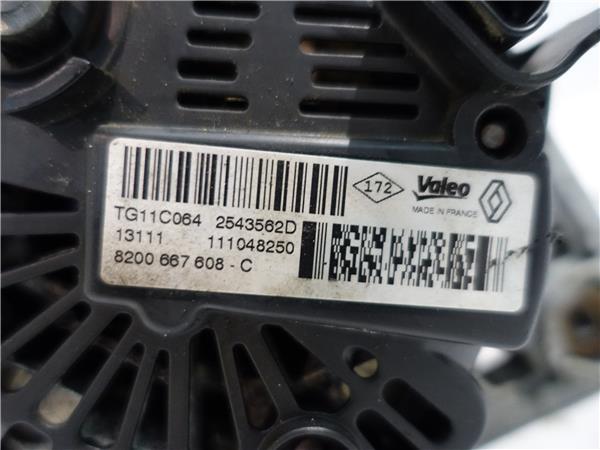 172
Valeo
MADE IN FRANCE
TG11C064 2543562D
13111 111048250
8200 667 608 - C